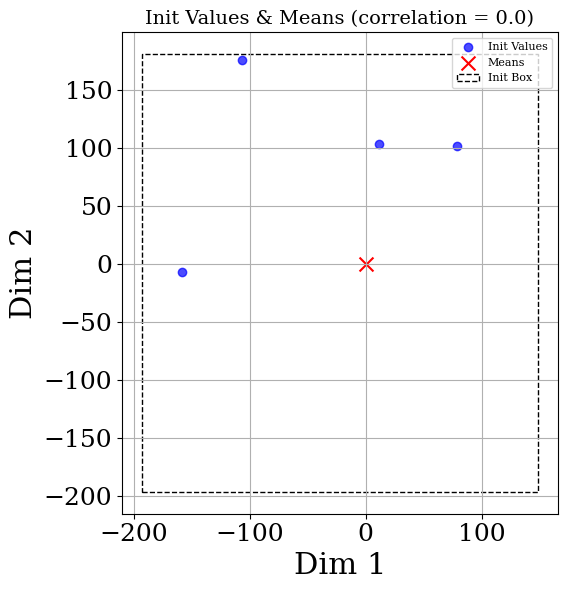 Init Values & Means (correlation = 0.0)
Init Values
Means
Init Box
150
100
50
0
−50
−100
−150
−200
Dim 2
−200
−100
0
100
Dim 1